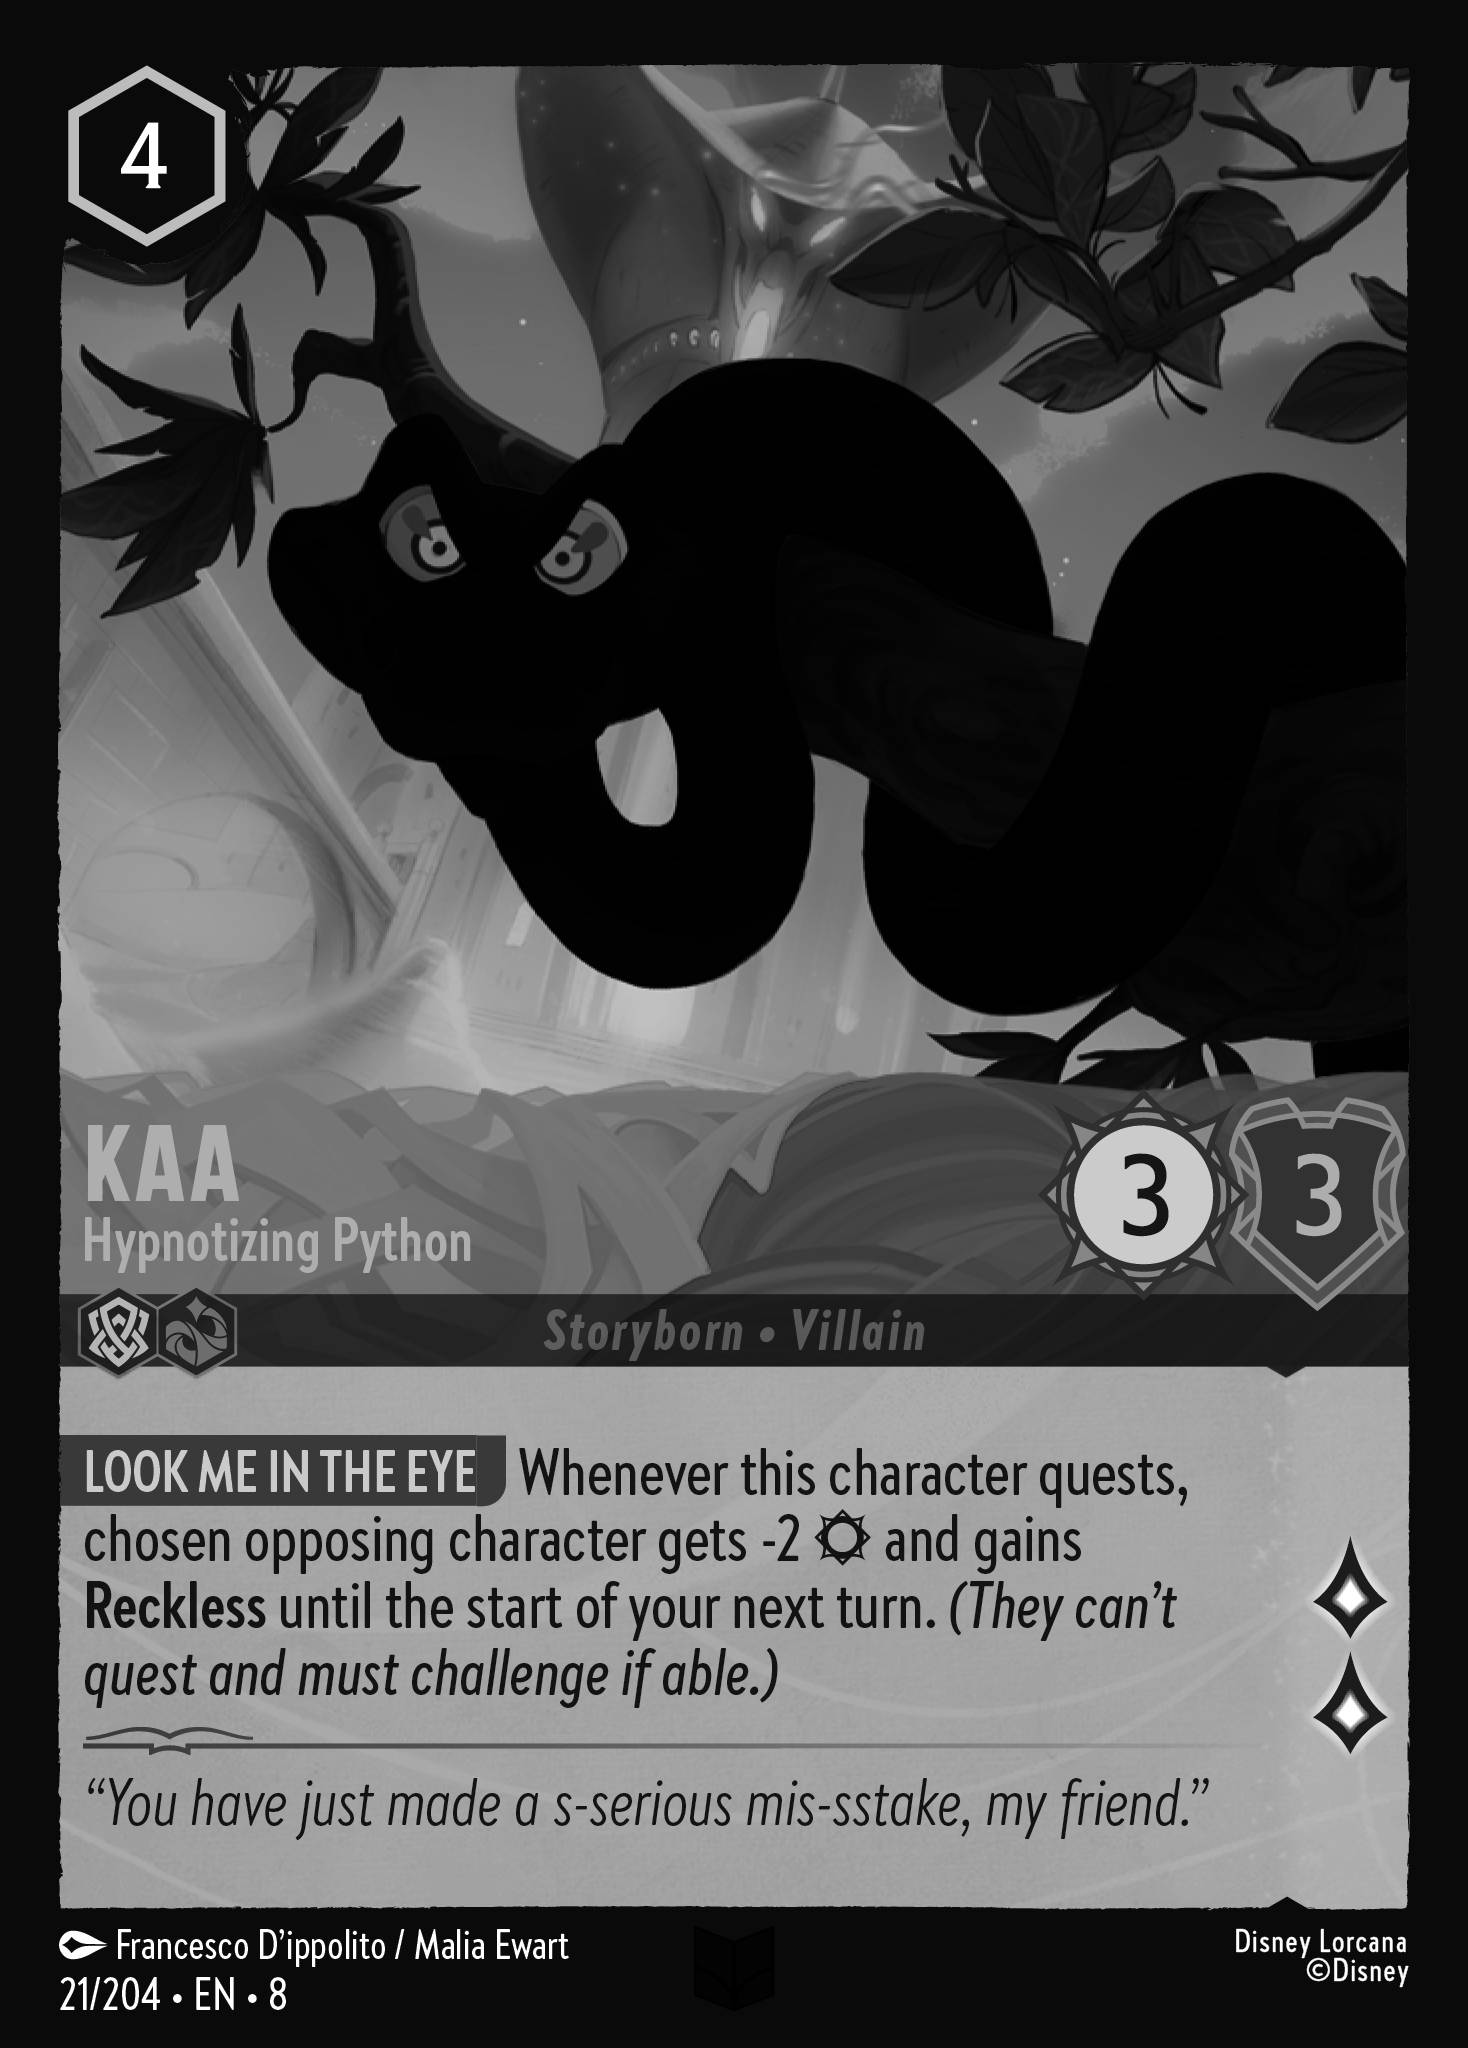 4
KAA
Hypnotizing Python
3
3
Storyborn • Villain
LOOK ME IN THE EYE Whenever this character quests,
chosen opposing character gets -2 and gains
Reckless until the start of your next turn. (They can’t
quest and must challenge if able.)
“You have just made a s-serious mis-sstake, my friend.”
Francesco D’ippolito / Malia Ewart
21/204 • EN • 8
Disney Lorcana
©Disney